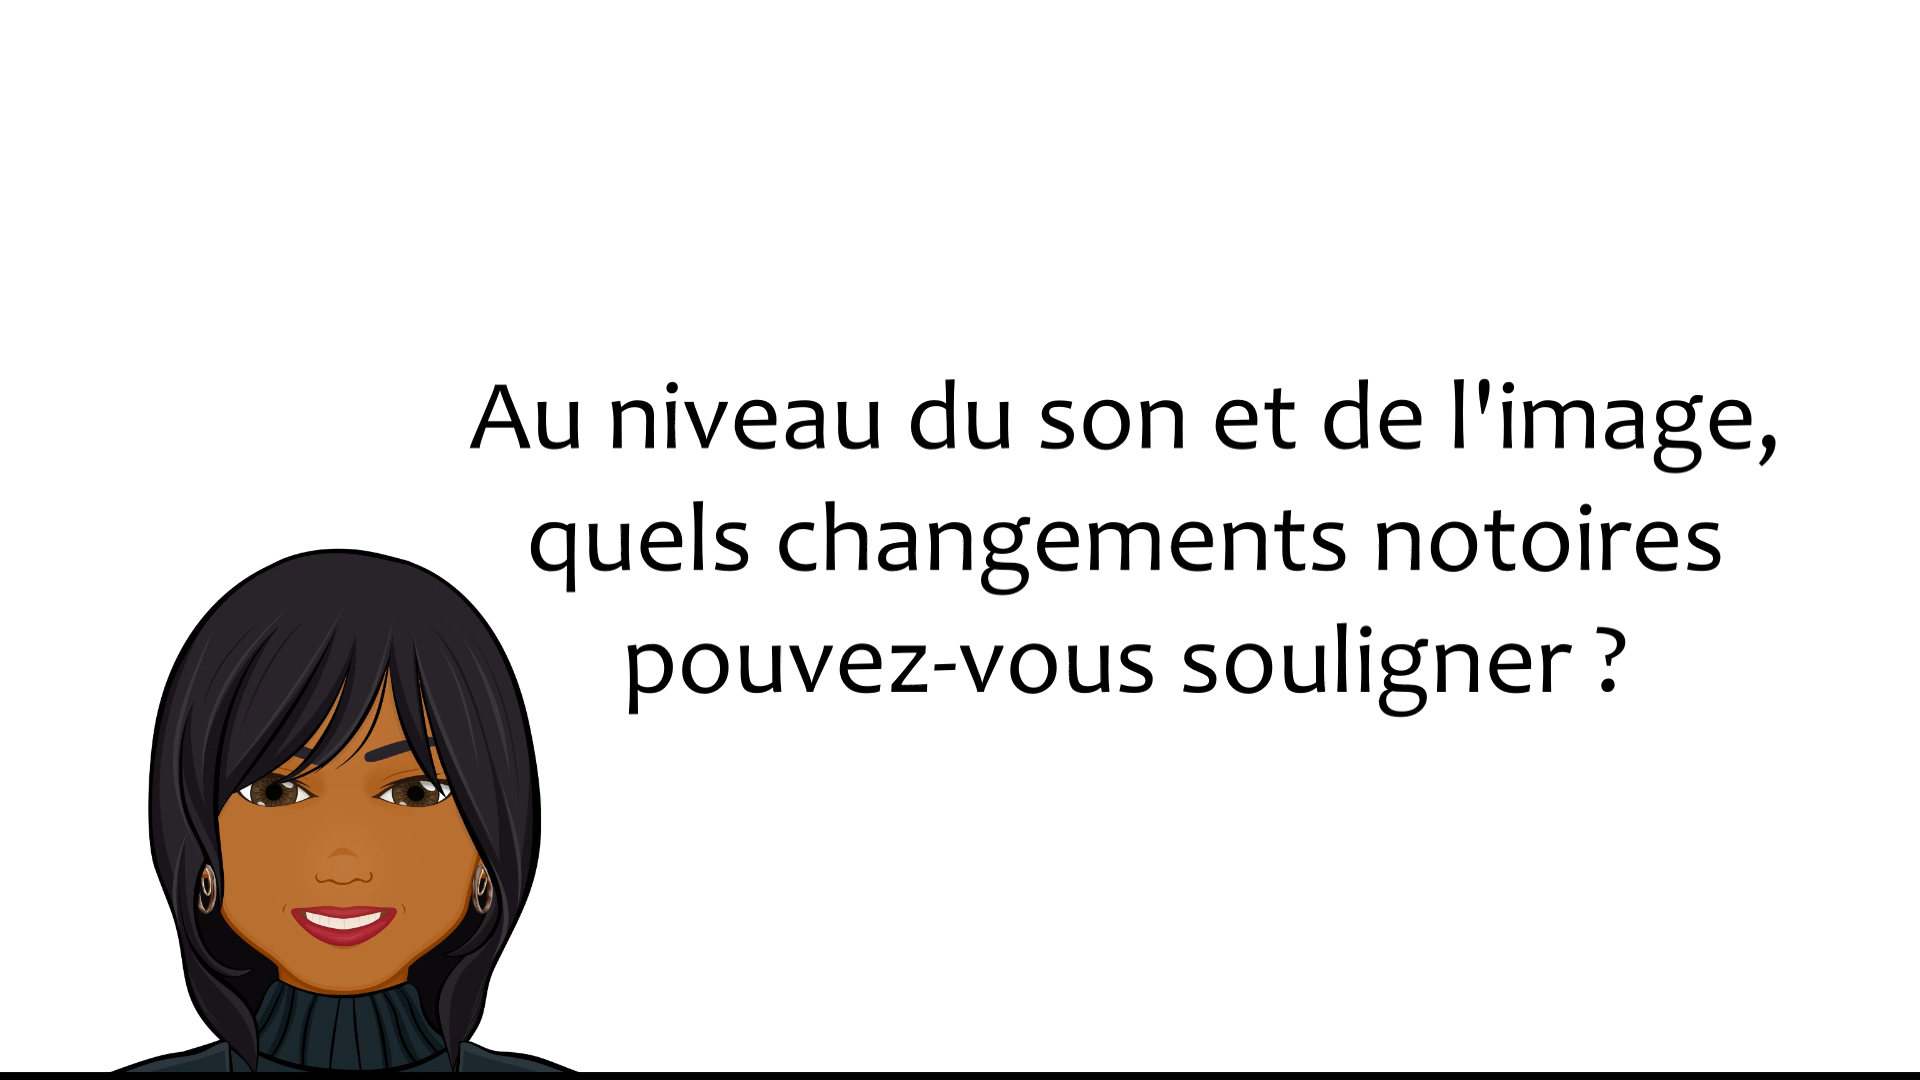 Au niveau du son et de l'image,
quels changements notoires
pouvez-vous souligner ?